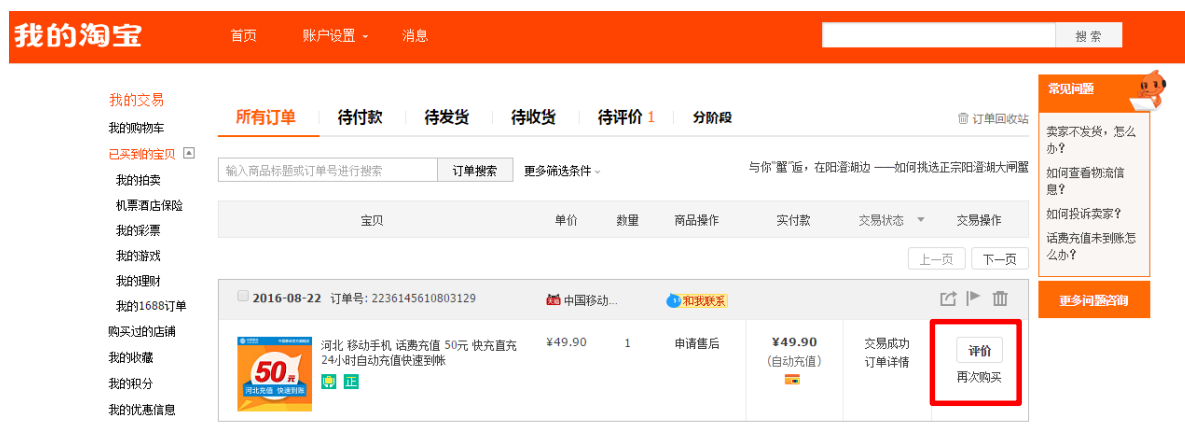 我的淘宝 首页 账户设置 消息 搜索
我的交易
我的购物车
已买到的宝贝
我的拍卖
机票酒店保险
我的彩票
我的游戏
我的理财
我的1688订单
购买过的店铺
我的收藏
我的积分
我的优惠信息
所有订单 待付款 待发货 待收货 待评价 1 分阶段 订单回收站
输入商品标题或订单号进行搜索 订单搜索 更多筛选条件 与你"蟹"逅，在阳澄湖边 ——如何挑选正宗阳澄湖大闸蟹
宝贝 单价 数量 商品操作 实付款 交易状态 交易操作
上一页 下一页
2016-08-22 订单号: 2236145610803129 中国移动... 和我联系
50元
河北充值 快速到账
河北 移动手机 话费充值 50元 快充直充
24小时自动充值快速到帐
正
¥49.90 1 申请售后 ¥49.90
(自动充值)
交易成功
订单详情
评价
再次购买
常见问题
卖家不发货，怎么
办?
如何查看物流信
息?
如何投诉卖家?
话费充值未到账怎
么办?
更多问题咨询